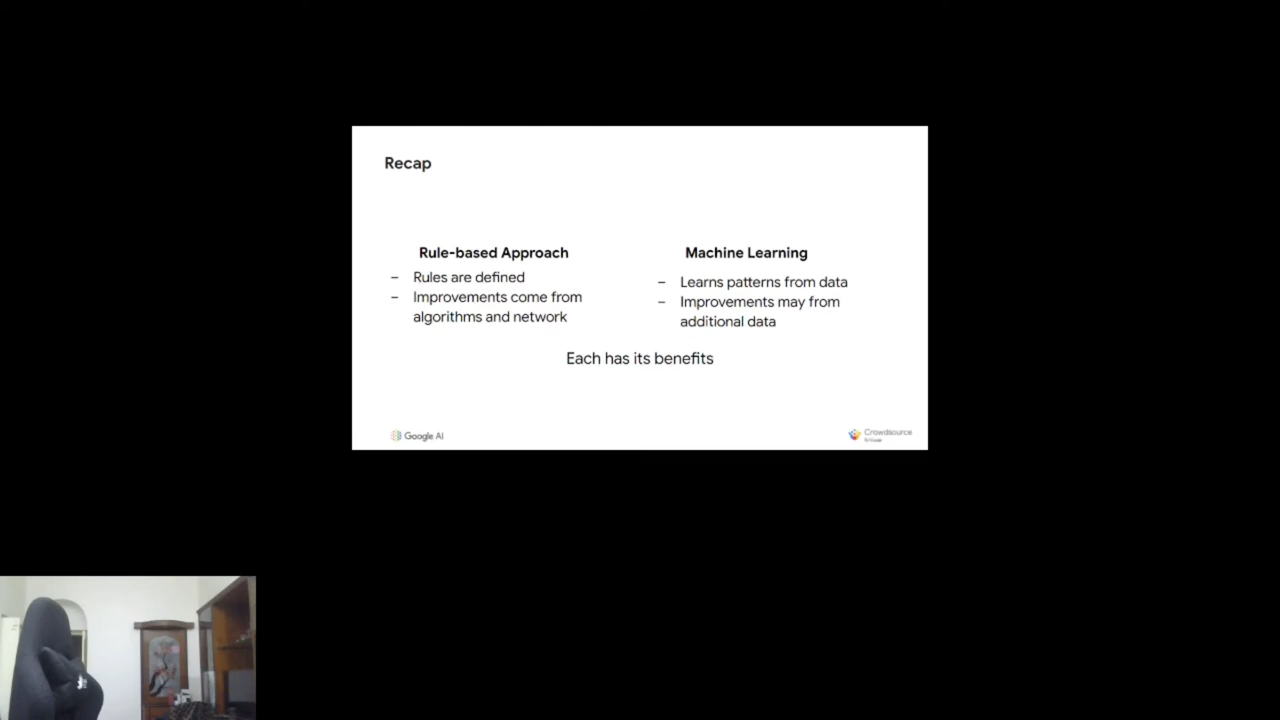 Recap
Rule-based Approach
– Rules are defined
– Improvements come from
algorithms and network
Machine Learning
– Learns patterns from data
– Improvements may from
additional data
Each has its benefits
Google AI
Crowdsource